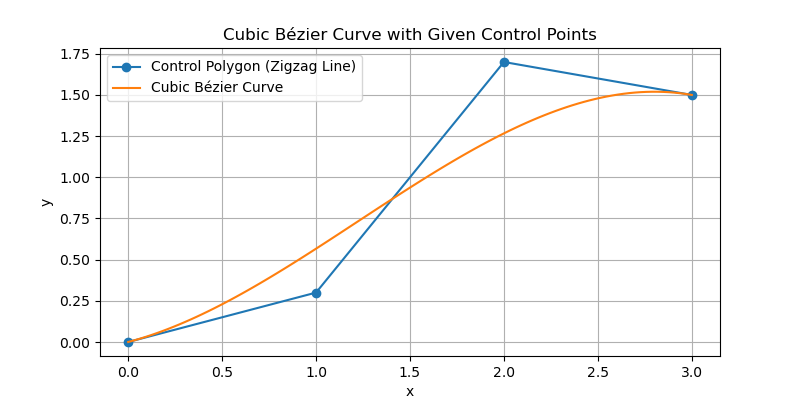 Cubic Bézier Curve with Given Control Points
Control Polygon (Zigzag Line)
Cubic Bézier Curve
1.75
1.50
1.25
1.00
0.75
0.50
0.25
0.00
y
0.0 0.5 1.0 1.5 2.0 2.5 3.0
x